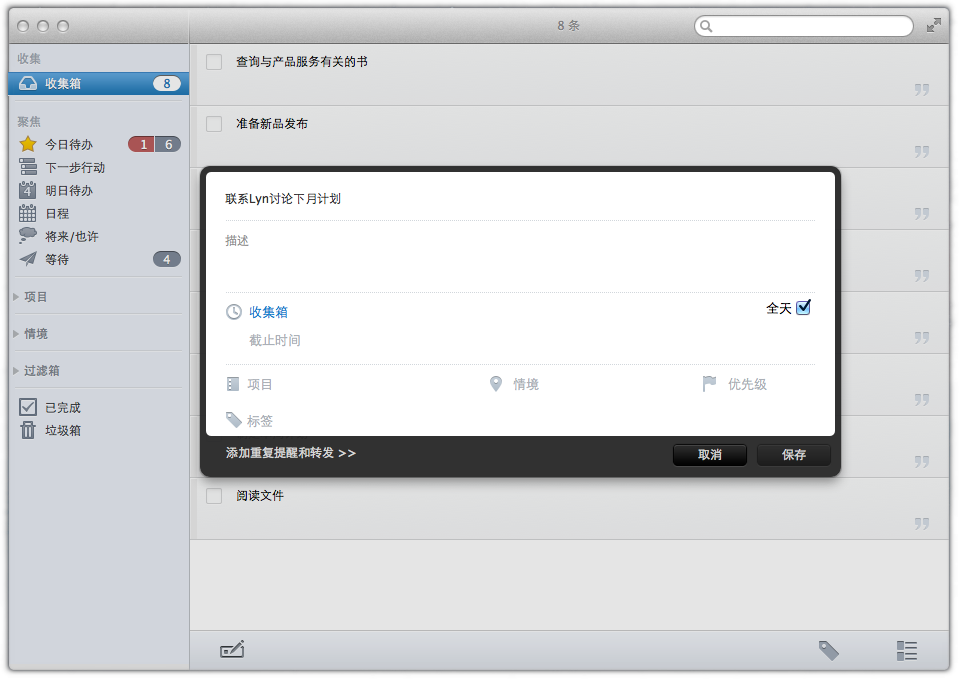 8 条
收集
收集箱 8
聚焦
今日待办 1 6
下一步行动
4 明日待办
日程
将来/也许
等待 4
项目
情境
过滤箱
已完成
垃圾箱
查询与产品服务有关的书
准备新品发布
联系Lyn讨论下月计划
描述
收集箱 全天
截止时间
项目 情境 优先级
标签
添加重复提醒和转发 >> 取消 保存
阅读文件